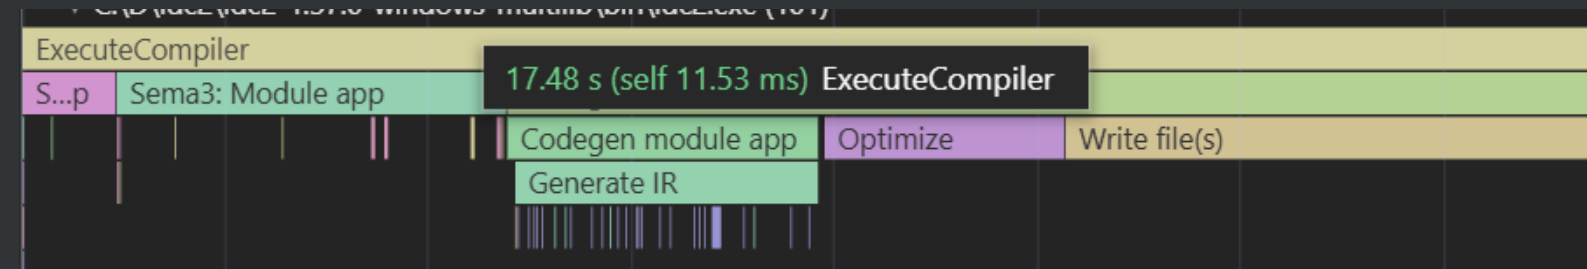 ExecuteCompiler
17.48 s (self 11.53 ms) ExecuteCompiler
S...p
Sema3: Module app
Codegen module app
Optimize
Write file(s)
Generate IR